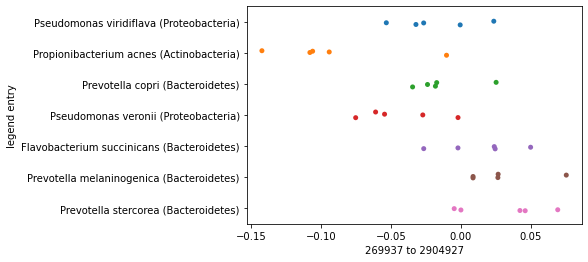 Pseudomonas viridiflava (Proteobacteria)
Propionibacterium acnes (Actinobacteria)
Prevotella copri (Bacteroidetes)
Pseudomonas veronii (Proteobacteria)
Flavobacterium succinicans (Bacteroidetes)
Prevotella melaninogenica (Bacteroidetes)
Prevotella stercorea (Bacteroidetes)
legend entry
−0.15 −0.10 −0.05 0.00 0.05
269937 to 2904927